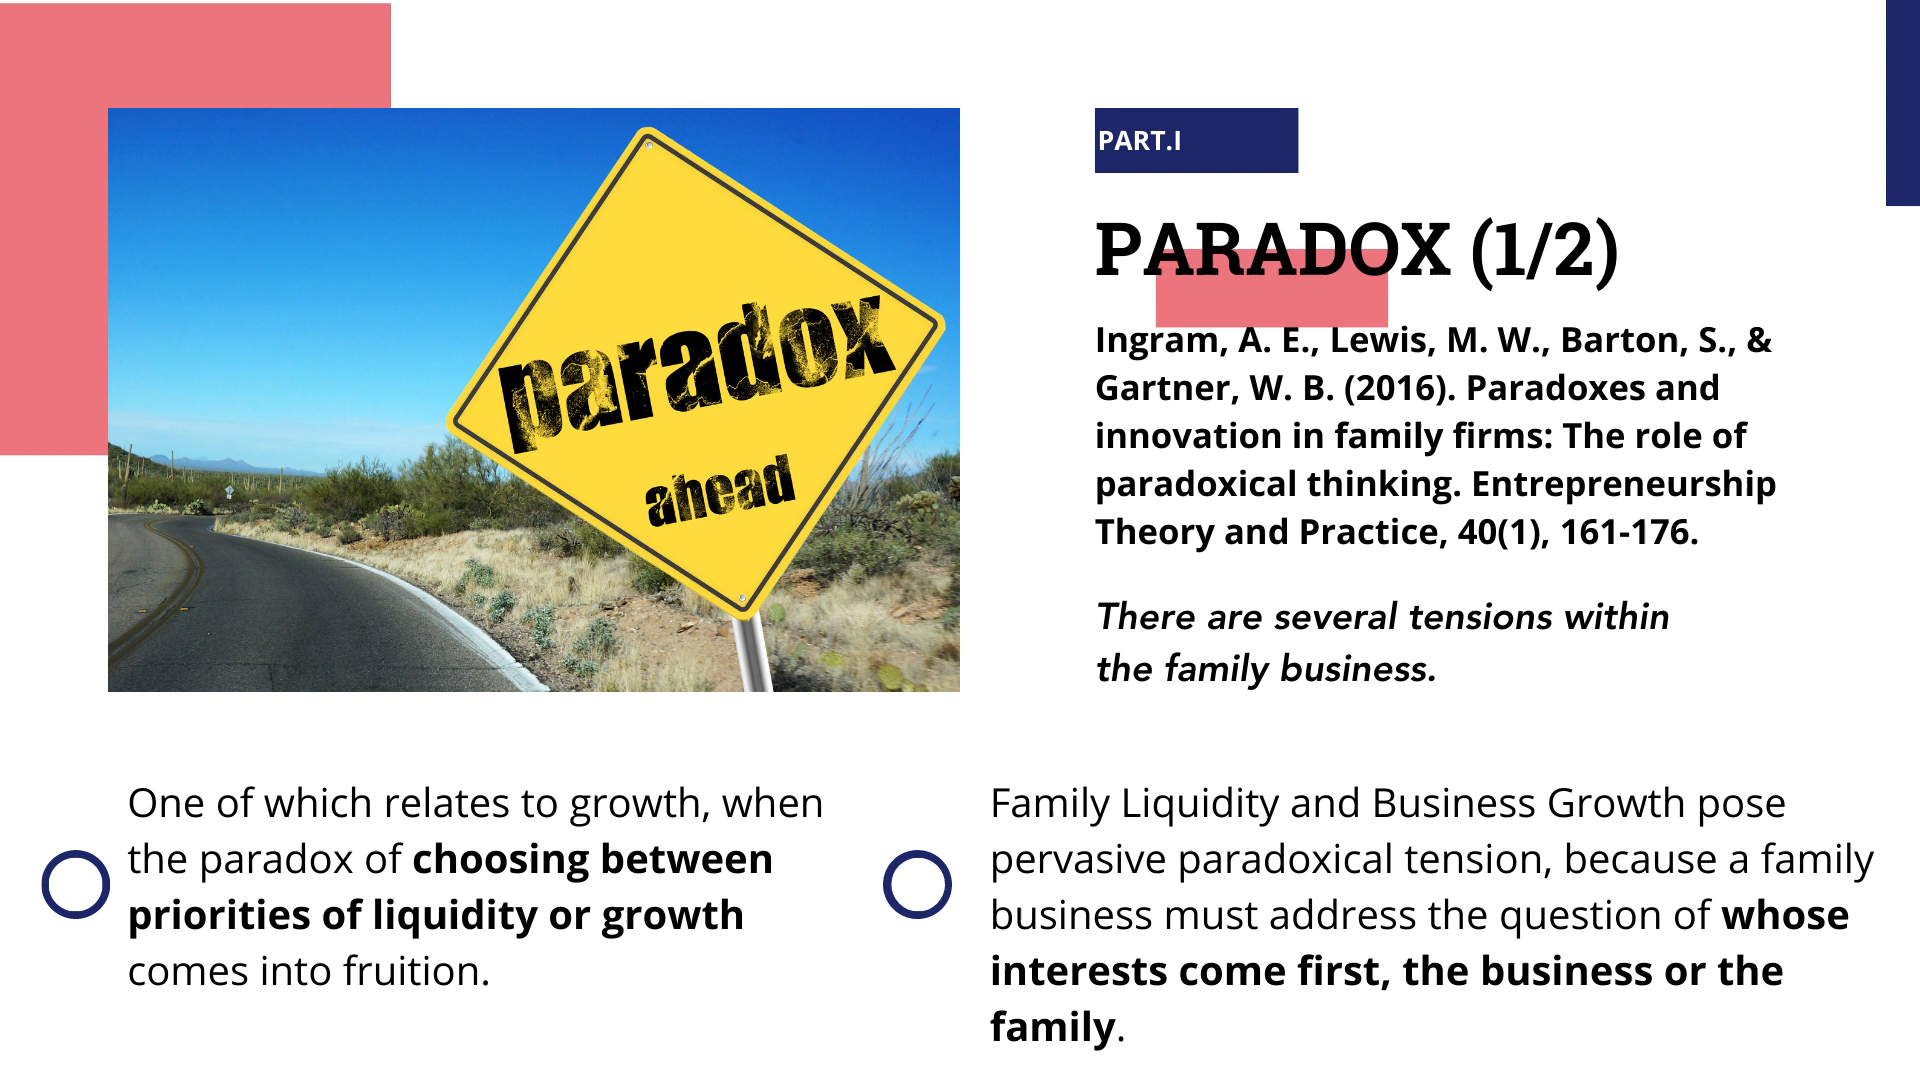 paradox
ahead
PART.I
PARADOX (1/2)
Ingram, A. E., Lewis, M. W., Barton, S., &
Gartner, W. B. (2016). Paradoxes and
innovation in family firms: The role of
paradoxical thinking. Entrepreneurship
Theory and Practice, 40(1), 161-176.
There are several tensions within
the family business.
One of which relates to growth, when
the paradox of choosing between
priorities of liquidity or growth
comes into fruition.
Family Liquidity and Business Growth pose
pervasive paradoxical tension, because a family
business must address the question of whose
interests come first, the business or the
family.